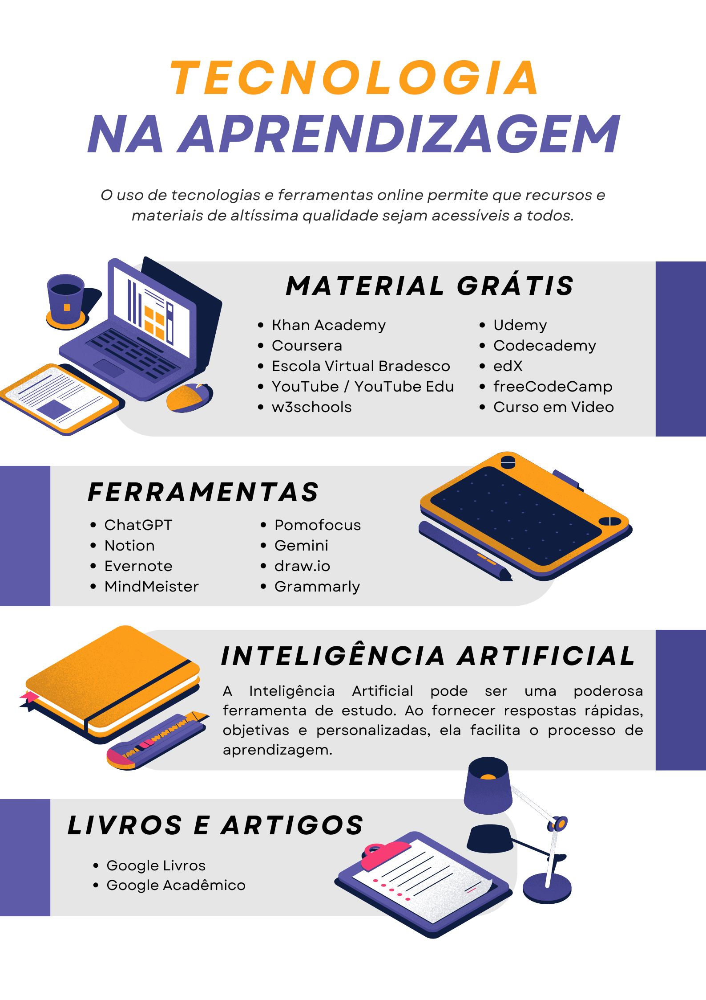 TECNOLOGIA
NA APRENDIZAGEM
O uso de tecnologias e ferramentas online permite que recursos e
materiais de altíssima qualidade sejam acessíveis a todos.
MATERIAL GRÁTIS
Khan Academy
Coursera
Escola Virtual Bradesco
YouTube / YouTube Edu
w3schools
Udemy
Codecademy
edX
freeCodeCamp
Curso em Video
FERRAMENTAS
ChatGPT
Notion
Evernote
MindMeister
Pomofocus
Gemini
draw.io
Grammarly
INTELIGÊNCIA ARTIFICIAL
A Inteligência Artificial pode ser uma poderosa
ferramenta de estudo. Ao fornecer respostas rápidas,
objetivas e personalizadas, ela facilita o processo de
aprendizagem.
LIVROS E ARTIGOS
Google Livros
Google Acadêmico